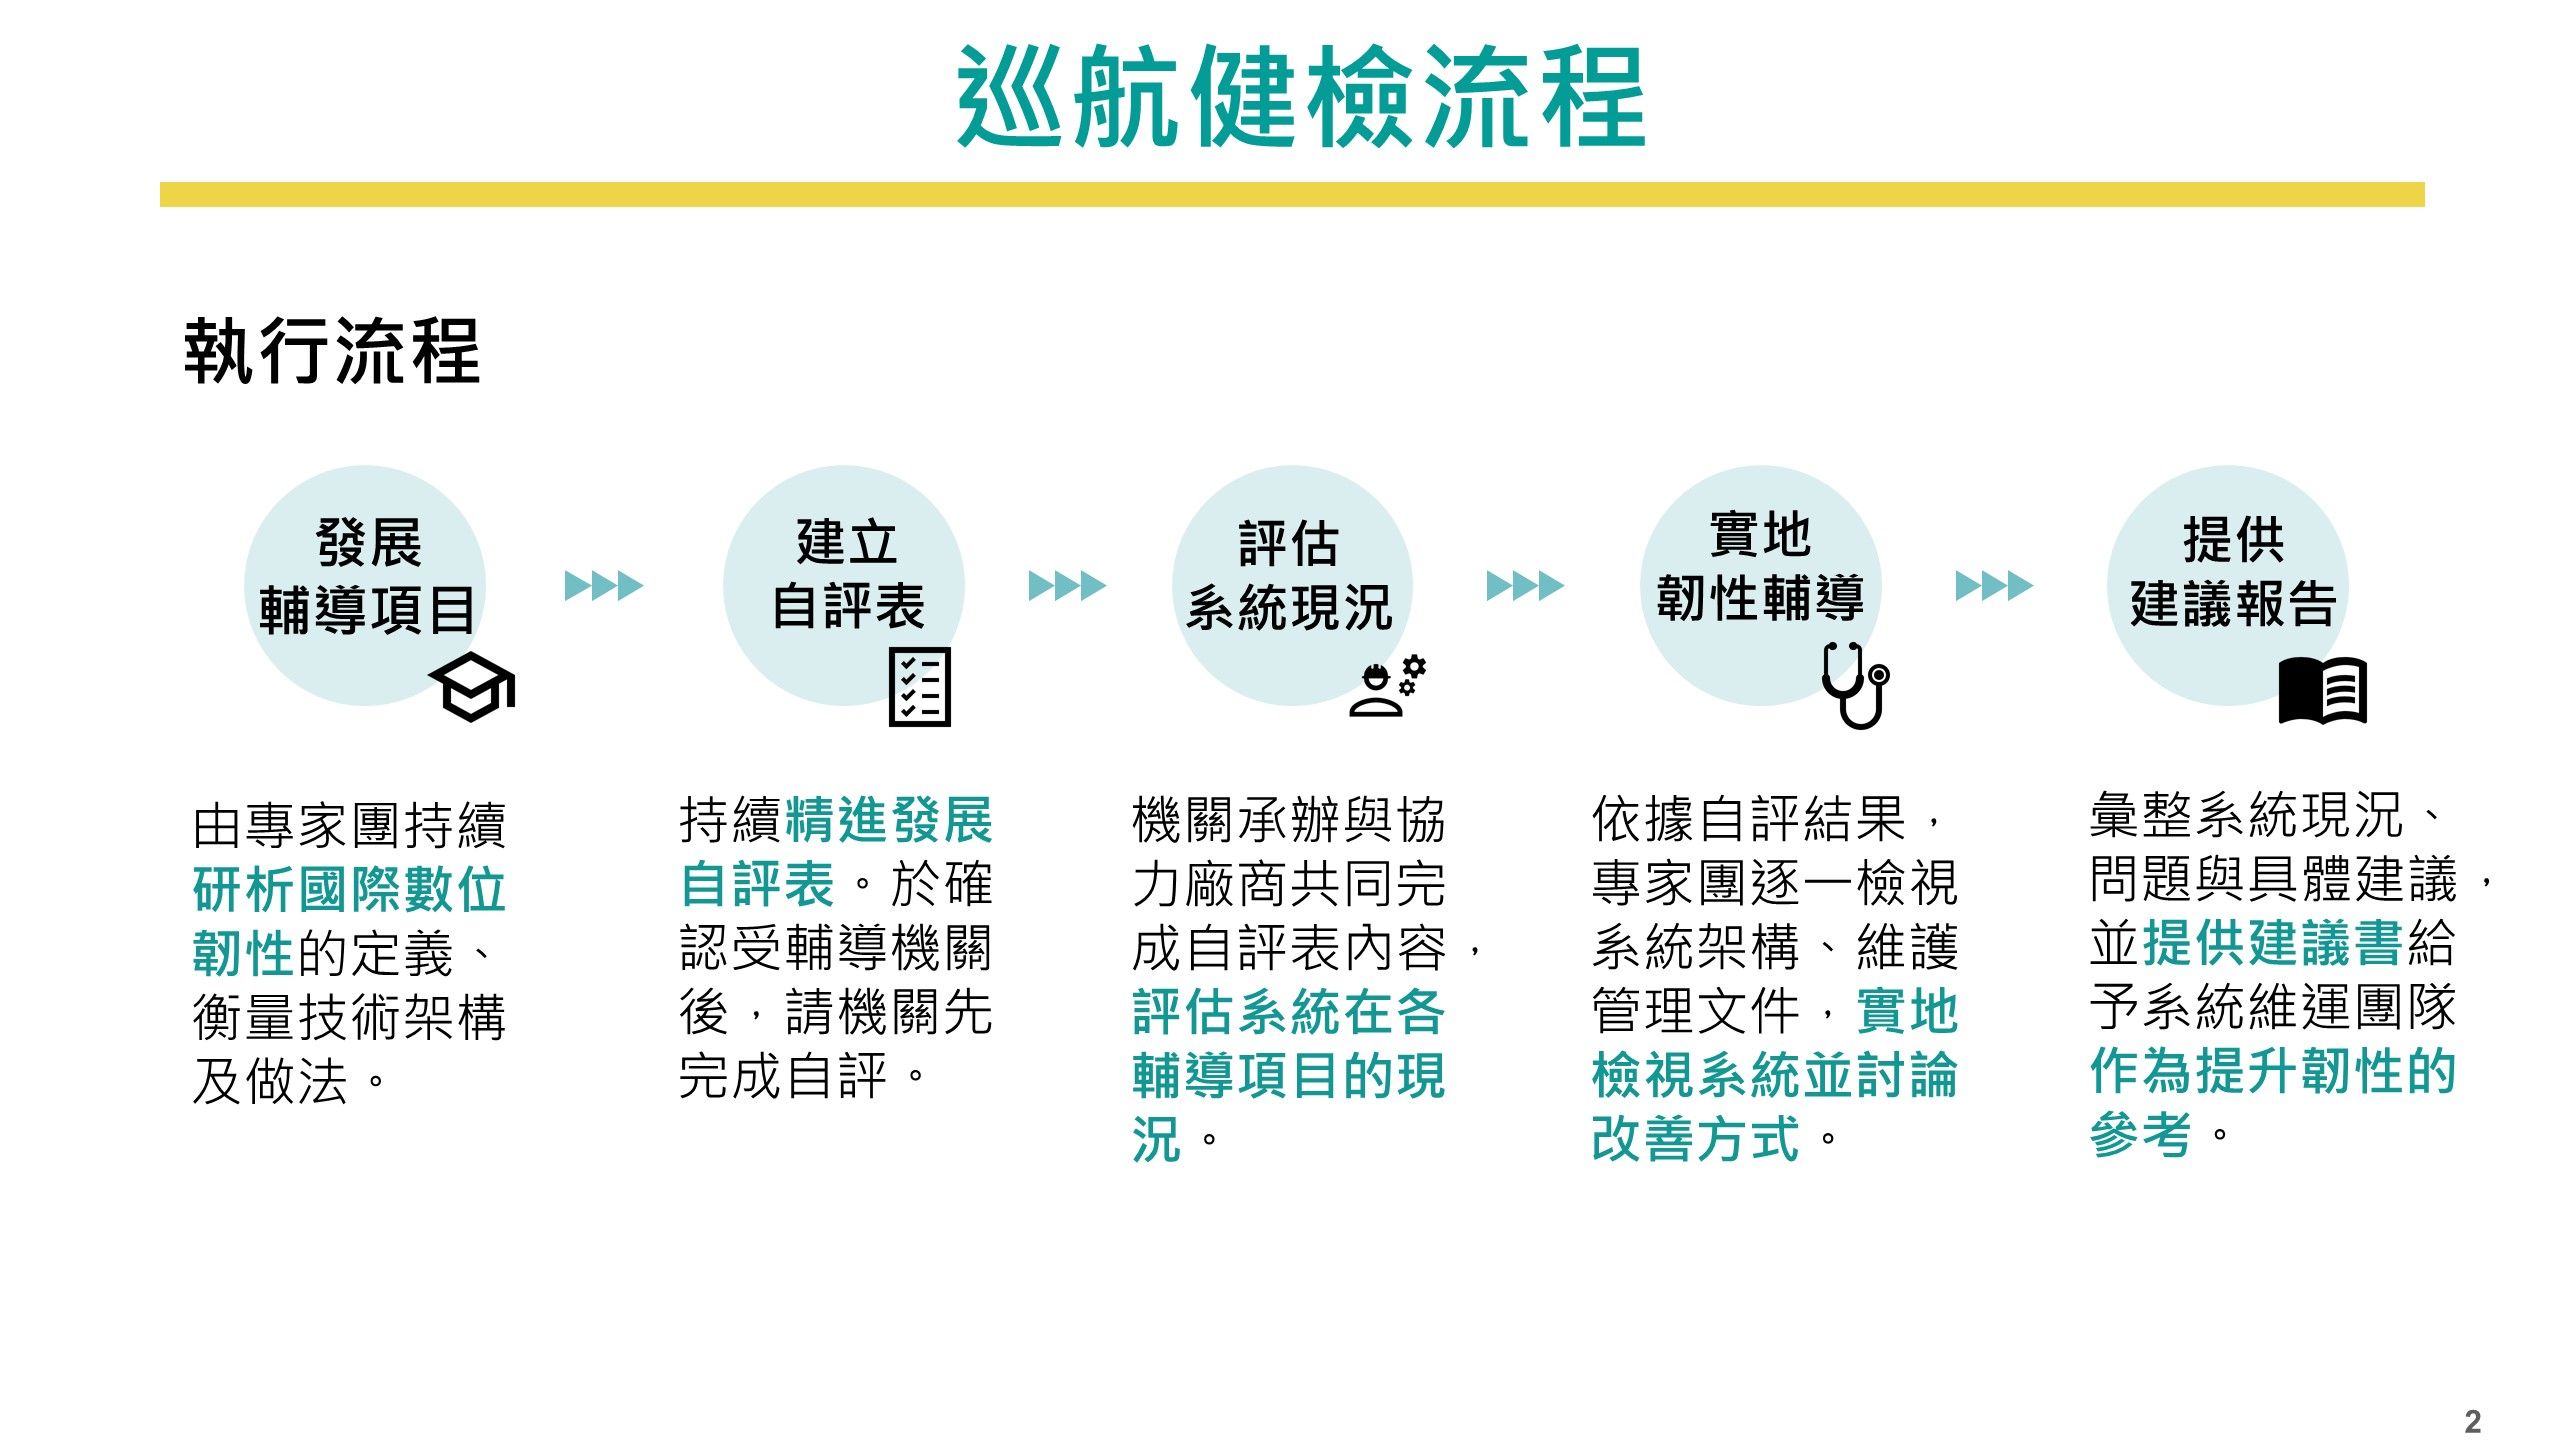 巡航健檢流程
執行流程
發展
輔導項目
建立
自評表
評估
系統現況
實地
韌性輔導
提供
建議報告
由專家團持續
研析國際數位
韌性的定義、
衡量技術架構
及做法。
持續精進發展
自評表。於確
認受輔導機關
後，請機關先
完成自評。
機關承辦與協
力廠商共同完
成自評表內容，
評估系統在各
輔導項目的現
況。
依據自評結果，
專家團逐一檢視
系統架構、維護
管理文件，實地
檢視系統並討論
改善方式。
彙整系統現況、
問題與具體建議，
並提供建議書給
予系統維運團隊
作為提升韌性的
參考。
2